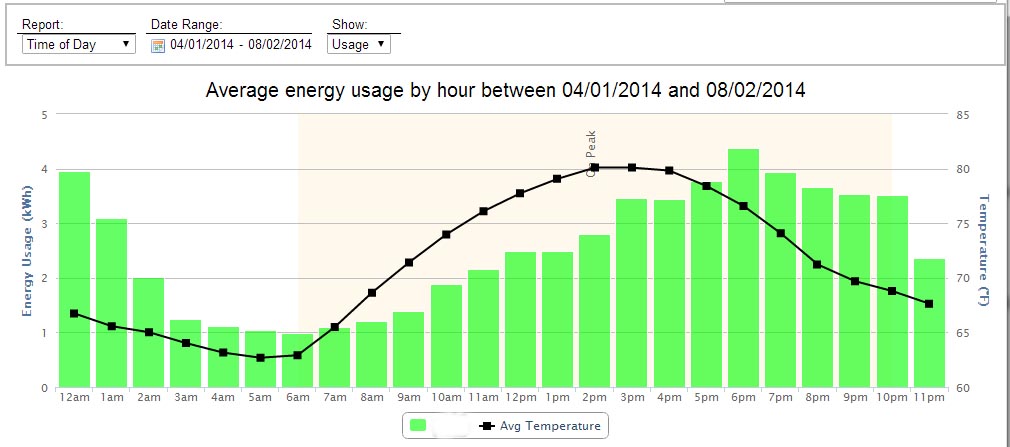 Report: Date Range: Show:
Time of Day 04/01/2014 - 08/02/2014 Usage
Average energy usage by hour between 04/01/2014 and 08/02/2014
5 85
4 80
3 75
2 70
1 65
0 60
Energy Usage (kWh)
Peak
Temperature (°F)
12am 1am 2am 3am 4am 5am 6am 7am 8am 9am 10am 11am 12pm 1pm 2pm 3pm 4pm 5pm 6pm 7pm 8pm 9pm 10pm 11pm
Avg Temperature